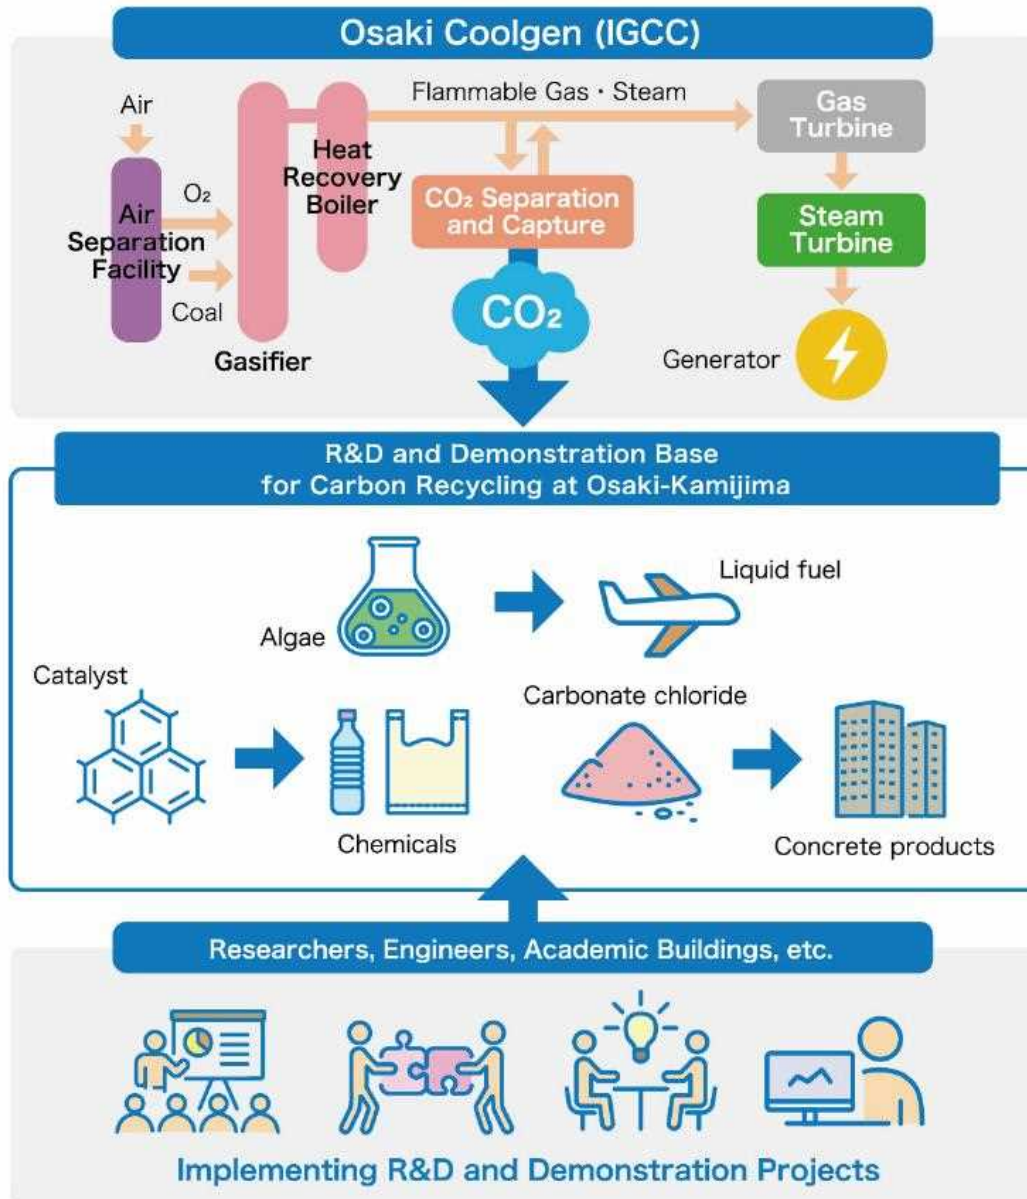 Osaki Coolgen (IGCC)
Air
Flammable Gas・Steam
Gas
Turbine
Heat
Recovery
Boiler
O₂
Air
Separation
Facility
CO₂ Separation
and Capture
Steam
Turbine
Coal
CO₂
Gasifier
Generator
R&D and Demonstration Base
for Carbon Recycling at Osaki-Kamijima
Liquid fuel
Algae
Catalyst
Carbonate chloride
Chemicals
Concrete products
Researchers, Engineers, Academic Buildings, etc.
Implementing R&D and Demonstration Projects